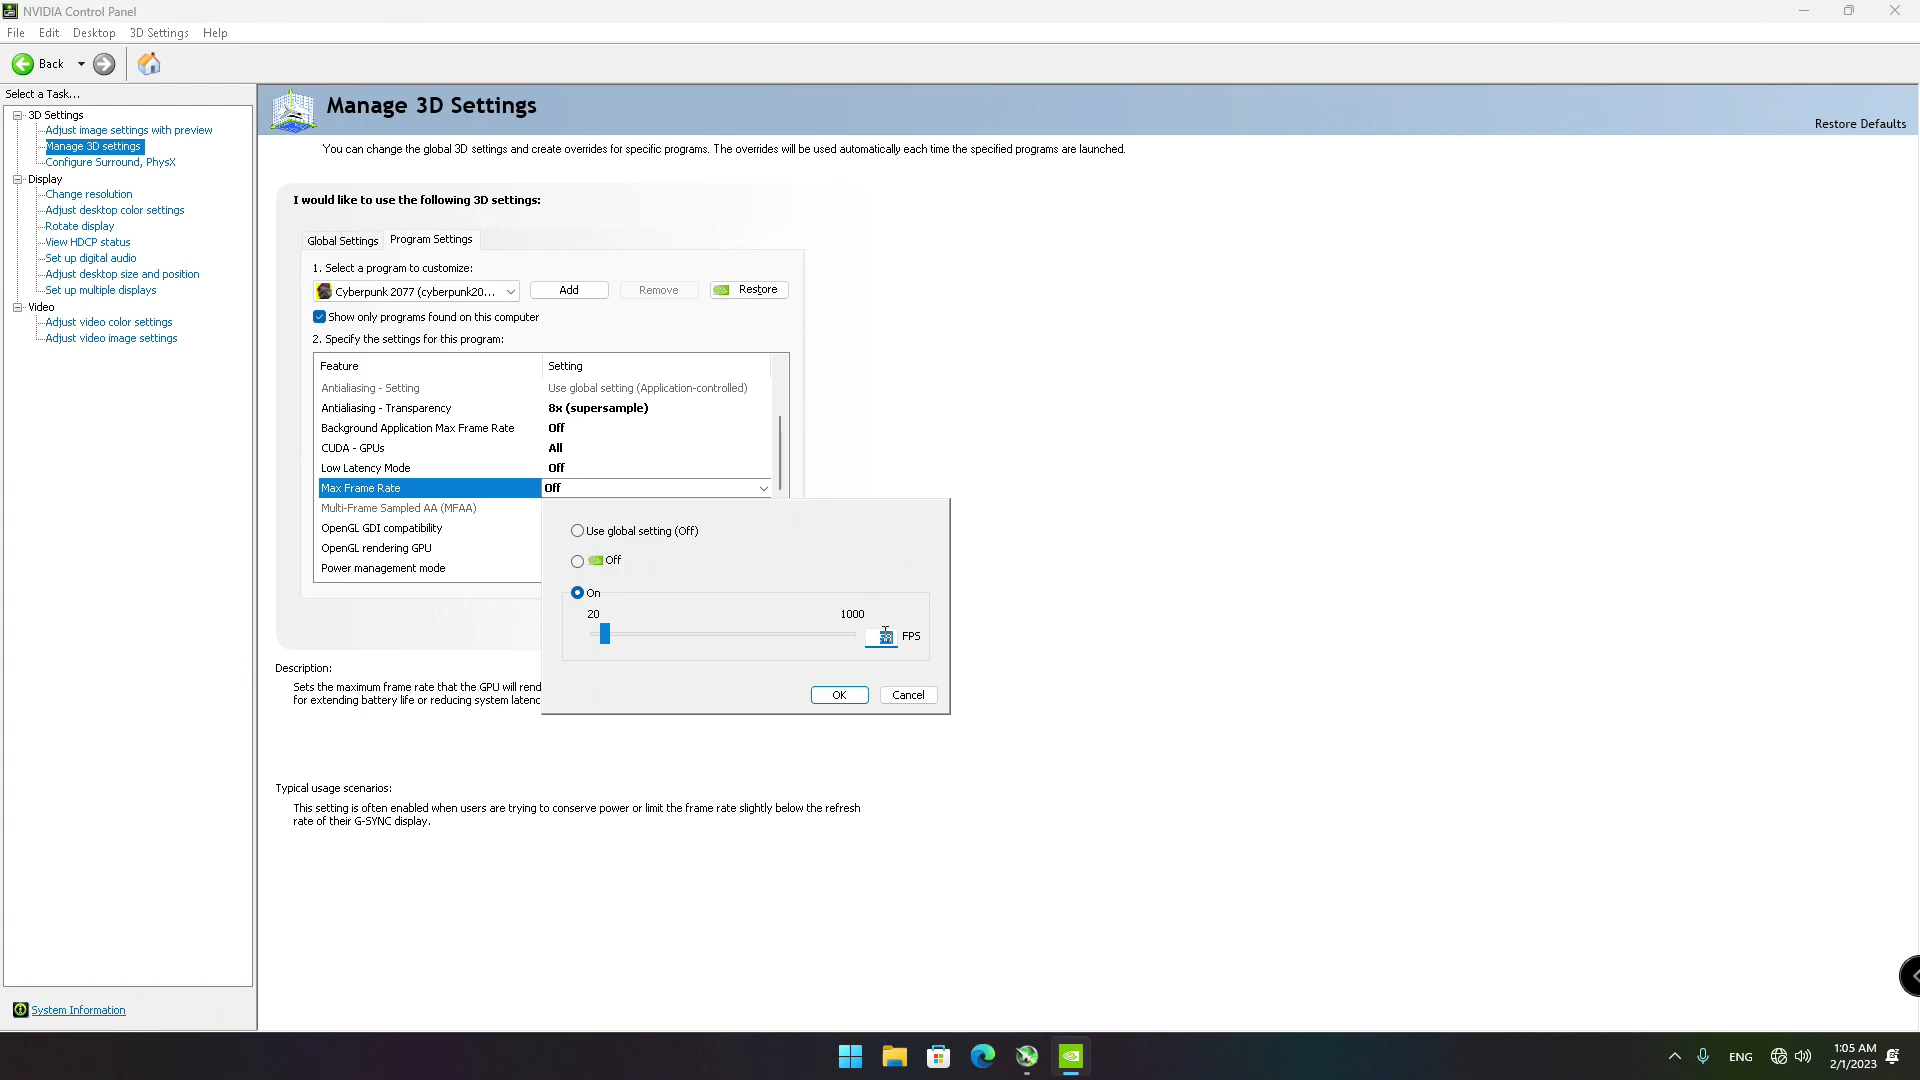 NVIDIA Control Panel
File Edit Desktop 3D Settings Help
Back
Select a Task...
3D Settings
Adjust image settings with preview
Manage 3D settings
Configure Surround, PhysX
Display
Change resolution
Adjust desktop color settings
Rotate display
View HDCP status
Set up digital audio
Adjust desktop size and position
Set up multiple displays
Video
Adjust video color settings
Adjust video image settings
System Information
Manage 3D Settings
Restore Defaults
You can change the global 3D settings and create overrides for specific programs. The overrides will be used automatically each time the specified programs are launched.
I would like to use the following 3D settings:
Global Settings Program Settings
1. Select a program to customize:
Cyberpunk 2077 (cyberpunk20... Add Remove Restore
Show only programs found on this computer
2. Specify the settings for this program:
Feature Setting
Antialiasing - Setting Use global setting (Application-controlled)
Antialiasing - Transparency 8x (supersample)
Background Application Max Frame Rate Off
CUDA - GPUs All
Low Latency Mode Off
Max Frame Rate Off
Multi-Frame Sampled AA (MFAA)
OpenGL GDI compatibility
OpenGL rendering GPU
Power management mode
Use global setting (Off)
Off
On
20 1000
FPS
OK Cancel
Description:
Sets the maximum frame rate that the GPU will rend
for extending battery life or reducing system latenc
Typical usage scenarios:
This setting is often enabled when users are trying to conserve power or limit the frame rate slightly below the refresh
rate of their G-SYNC display.
ENG
1:05 AM
2/1/2023